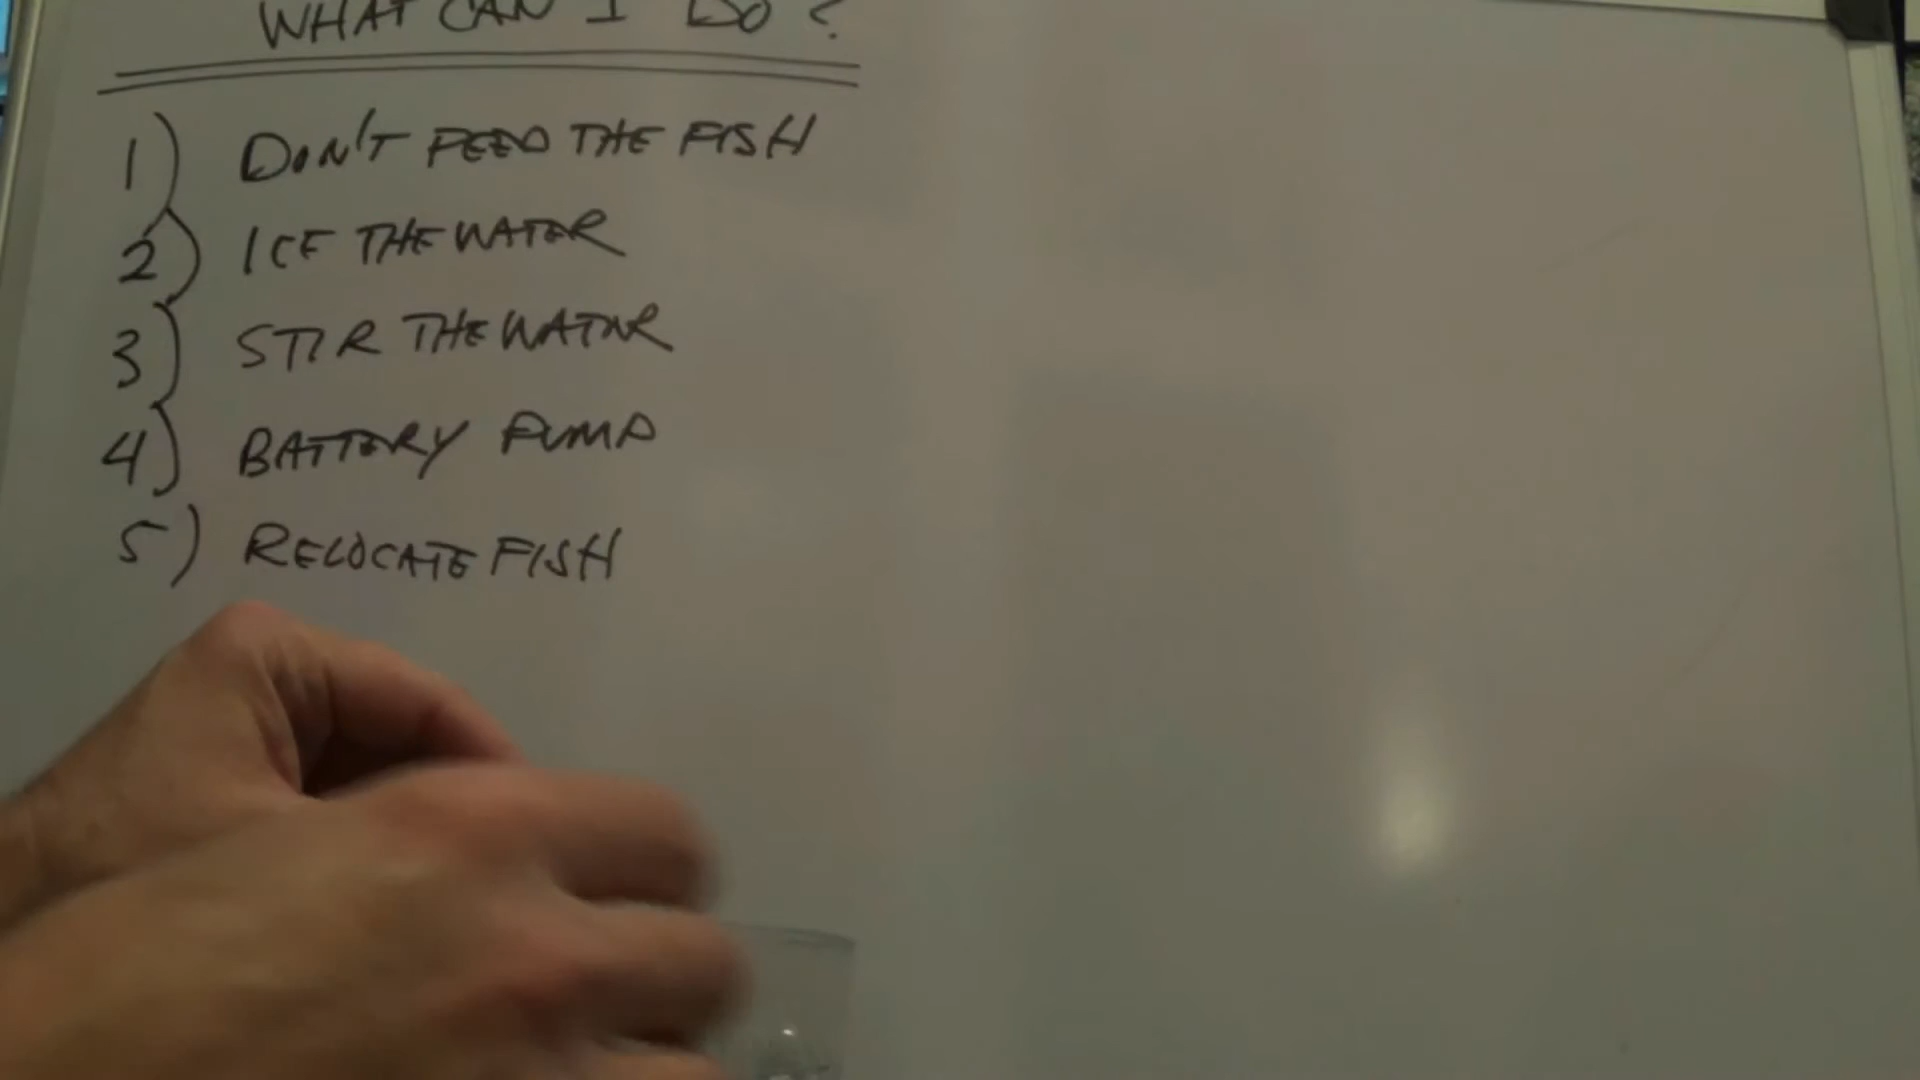 WHAT CAN I DO?
1) DON'T FEED THE FISH
2) ICE THE WATER
3) STIR THE WATER
4) BATTERY PUMP
5) RELOCATE FISH